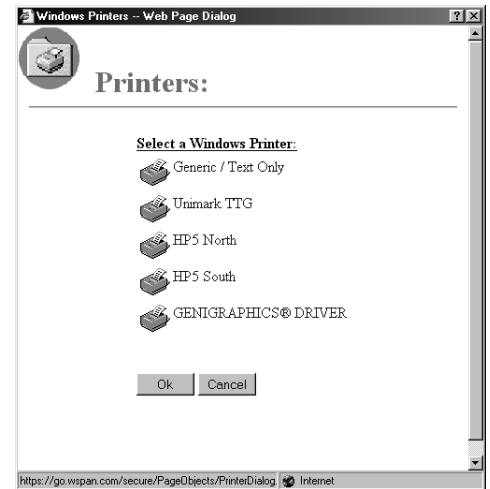 Windows Printers -- Web Page Dialog
Printers:
Select a Windows Printer:
Generic / Text Only
Unimark TTG
HP5 North
HP5 South
GENIGRAPHICS® DRIVER
Ok Cancel
https://go.wspan.com/secure/PageObjects/PrinterDialog. Internet